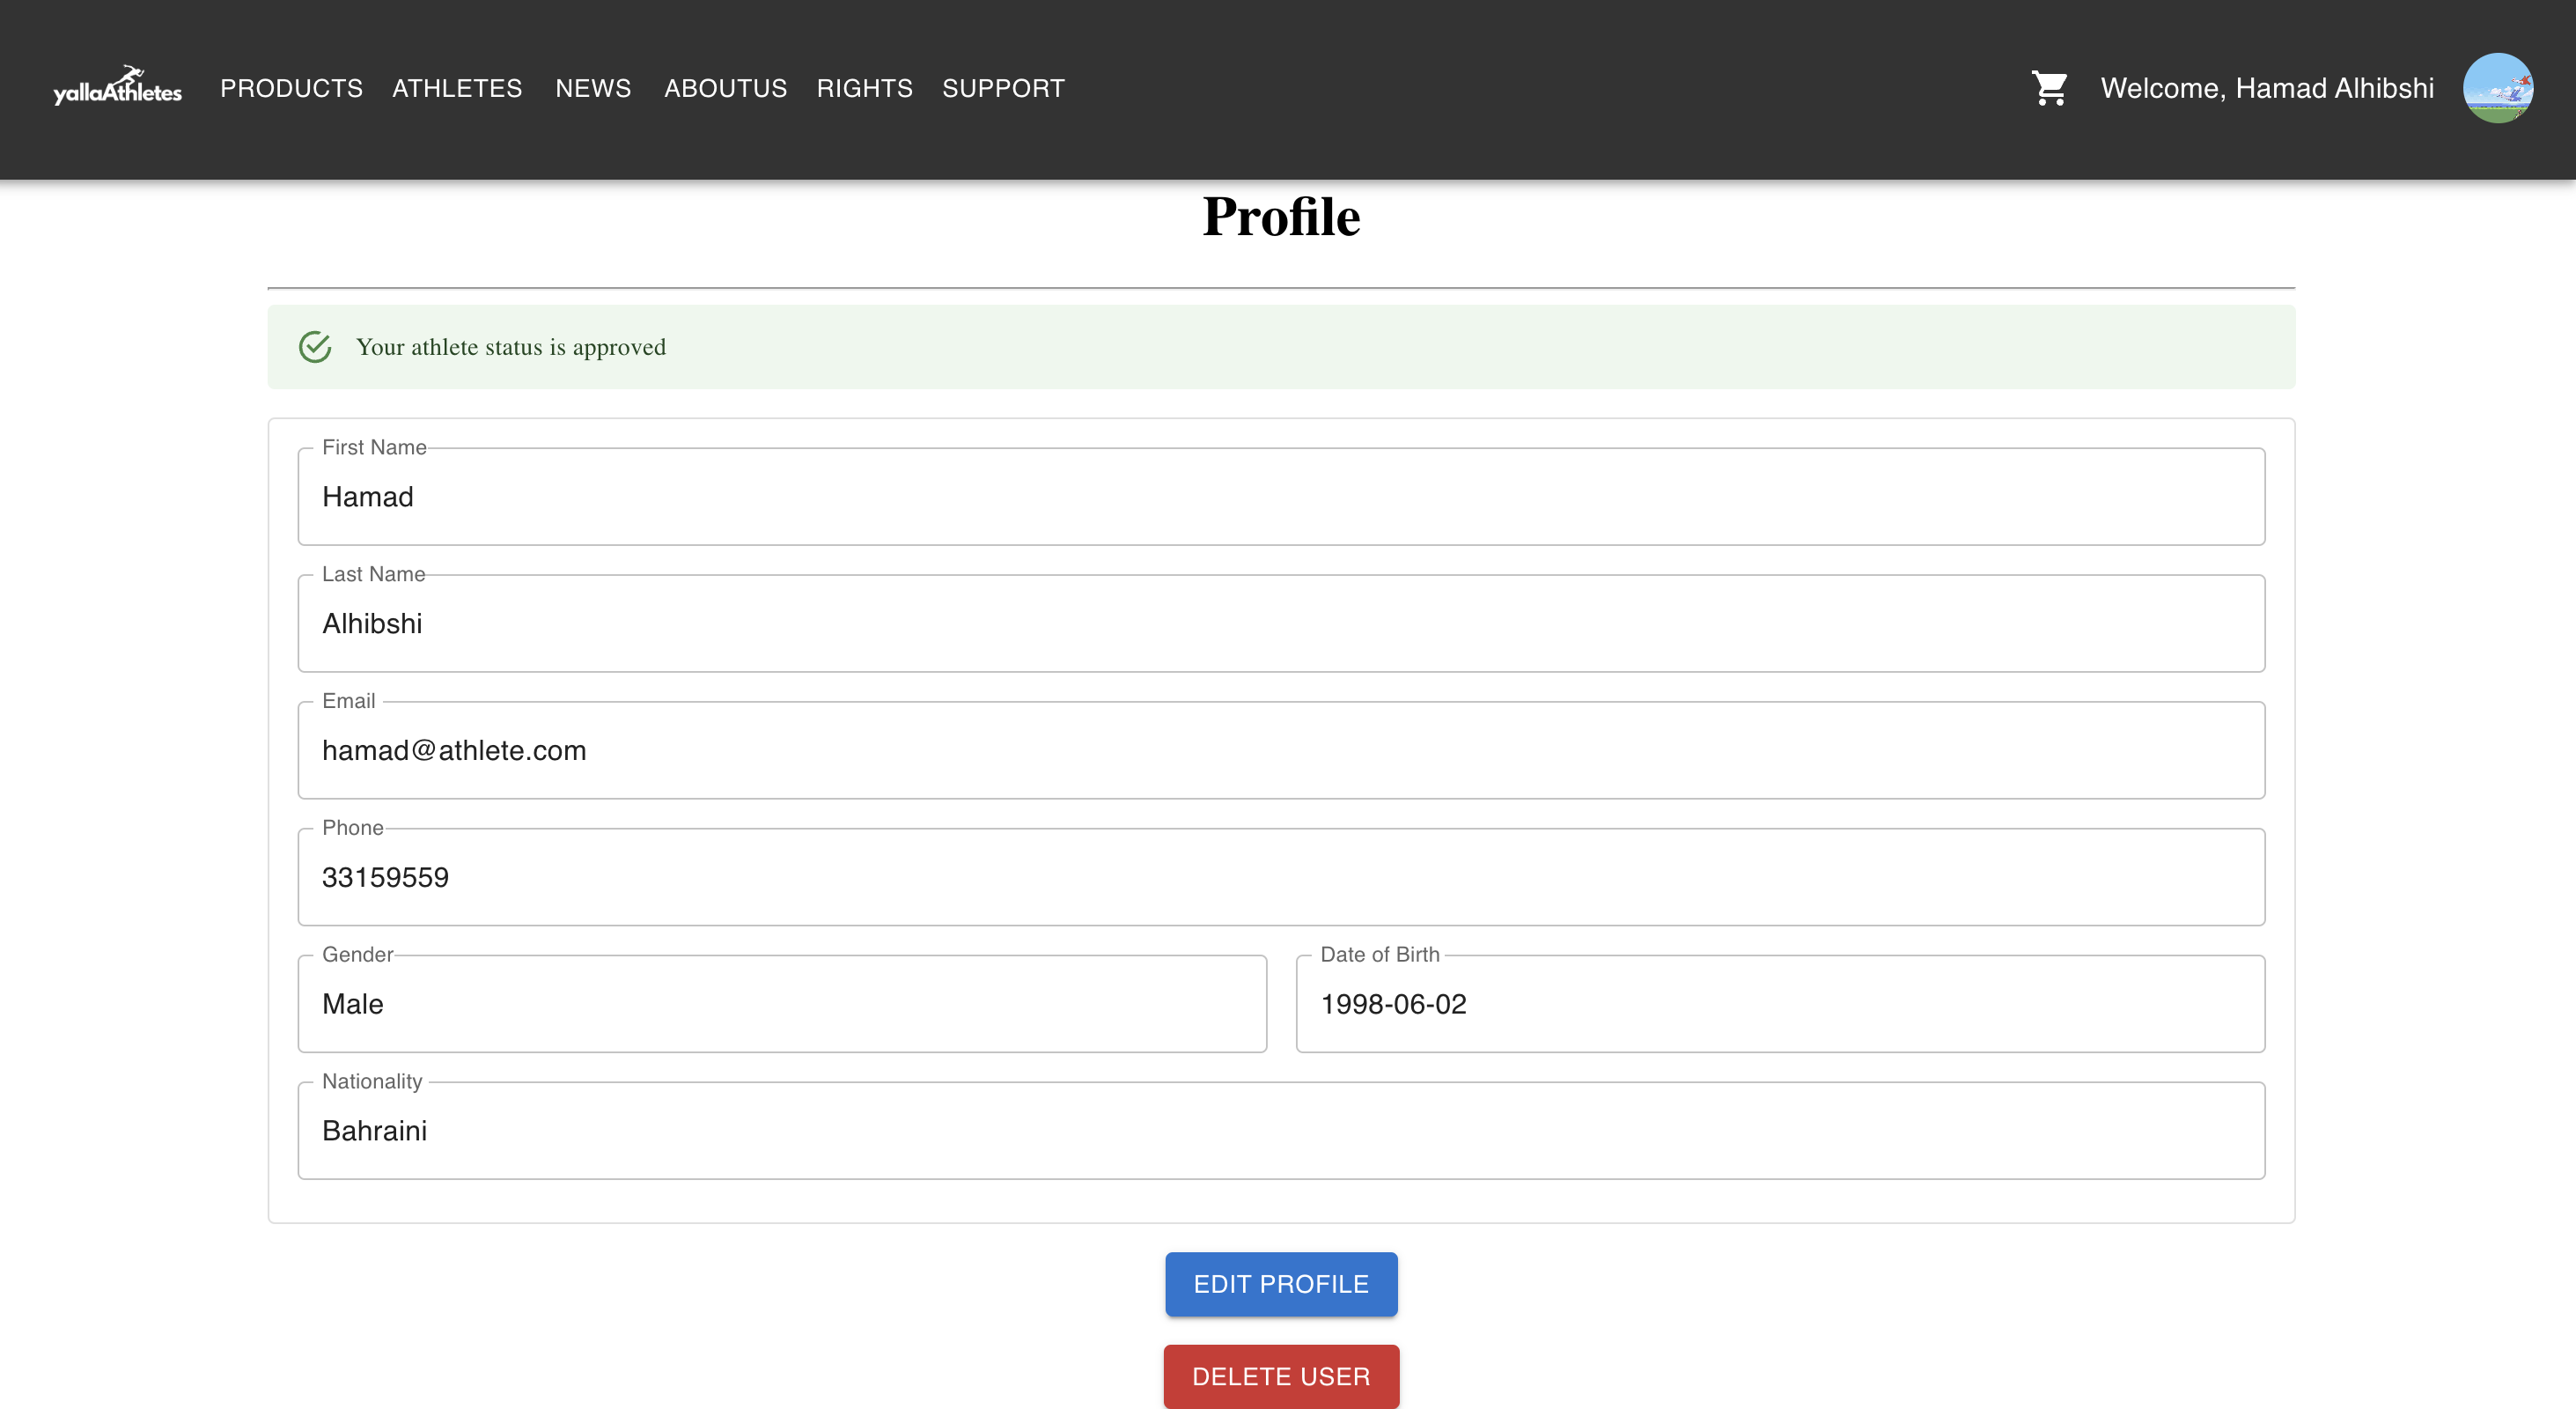 yallaAthletes PRODUCTS ATHLETES NEWS ABOUTUS RIGHTS SUPPORT Welcome, Hamad Alhibshi
Profile
Your athlete status is approved
First Name
Hamad
Last Name
Alhibshi
Email
hamad@athlete.com
Phone
33159559
Gender Date of Birth
Male 1998-06-02
Nationality
Bahraini
EDIT PROFILE
DELETE USER